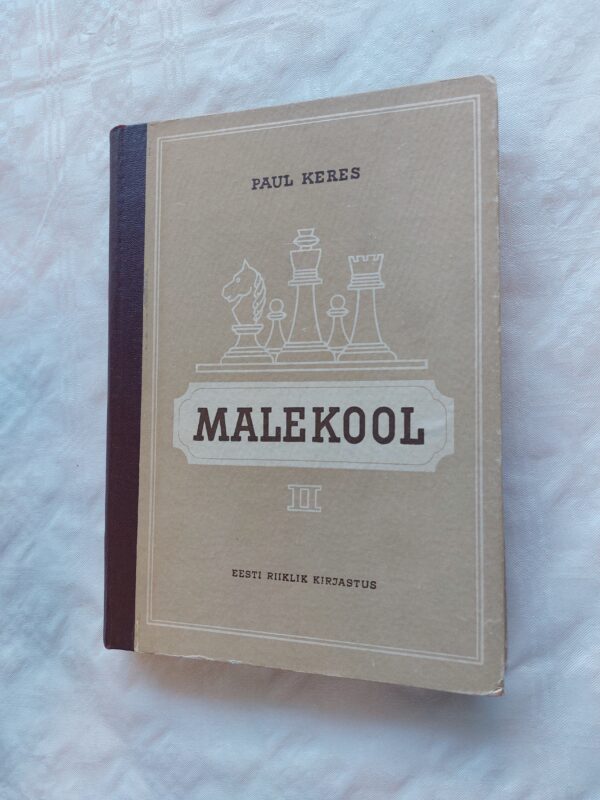 PAUL KERES
MALEKOOL
II
EESTI RIIKLIK KIRJASTUS